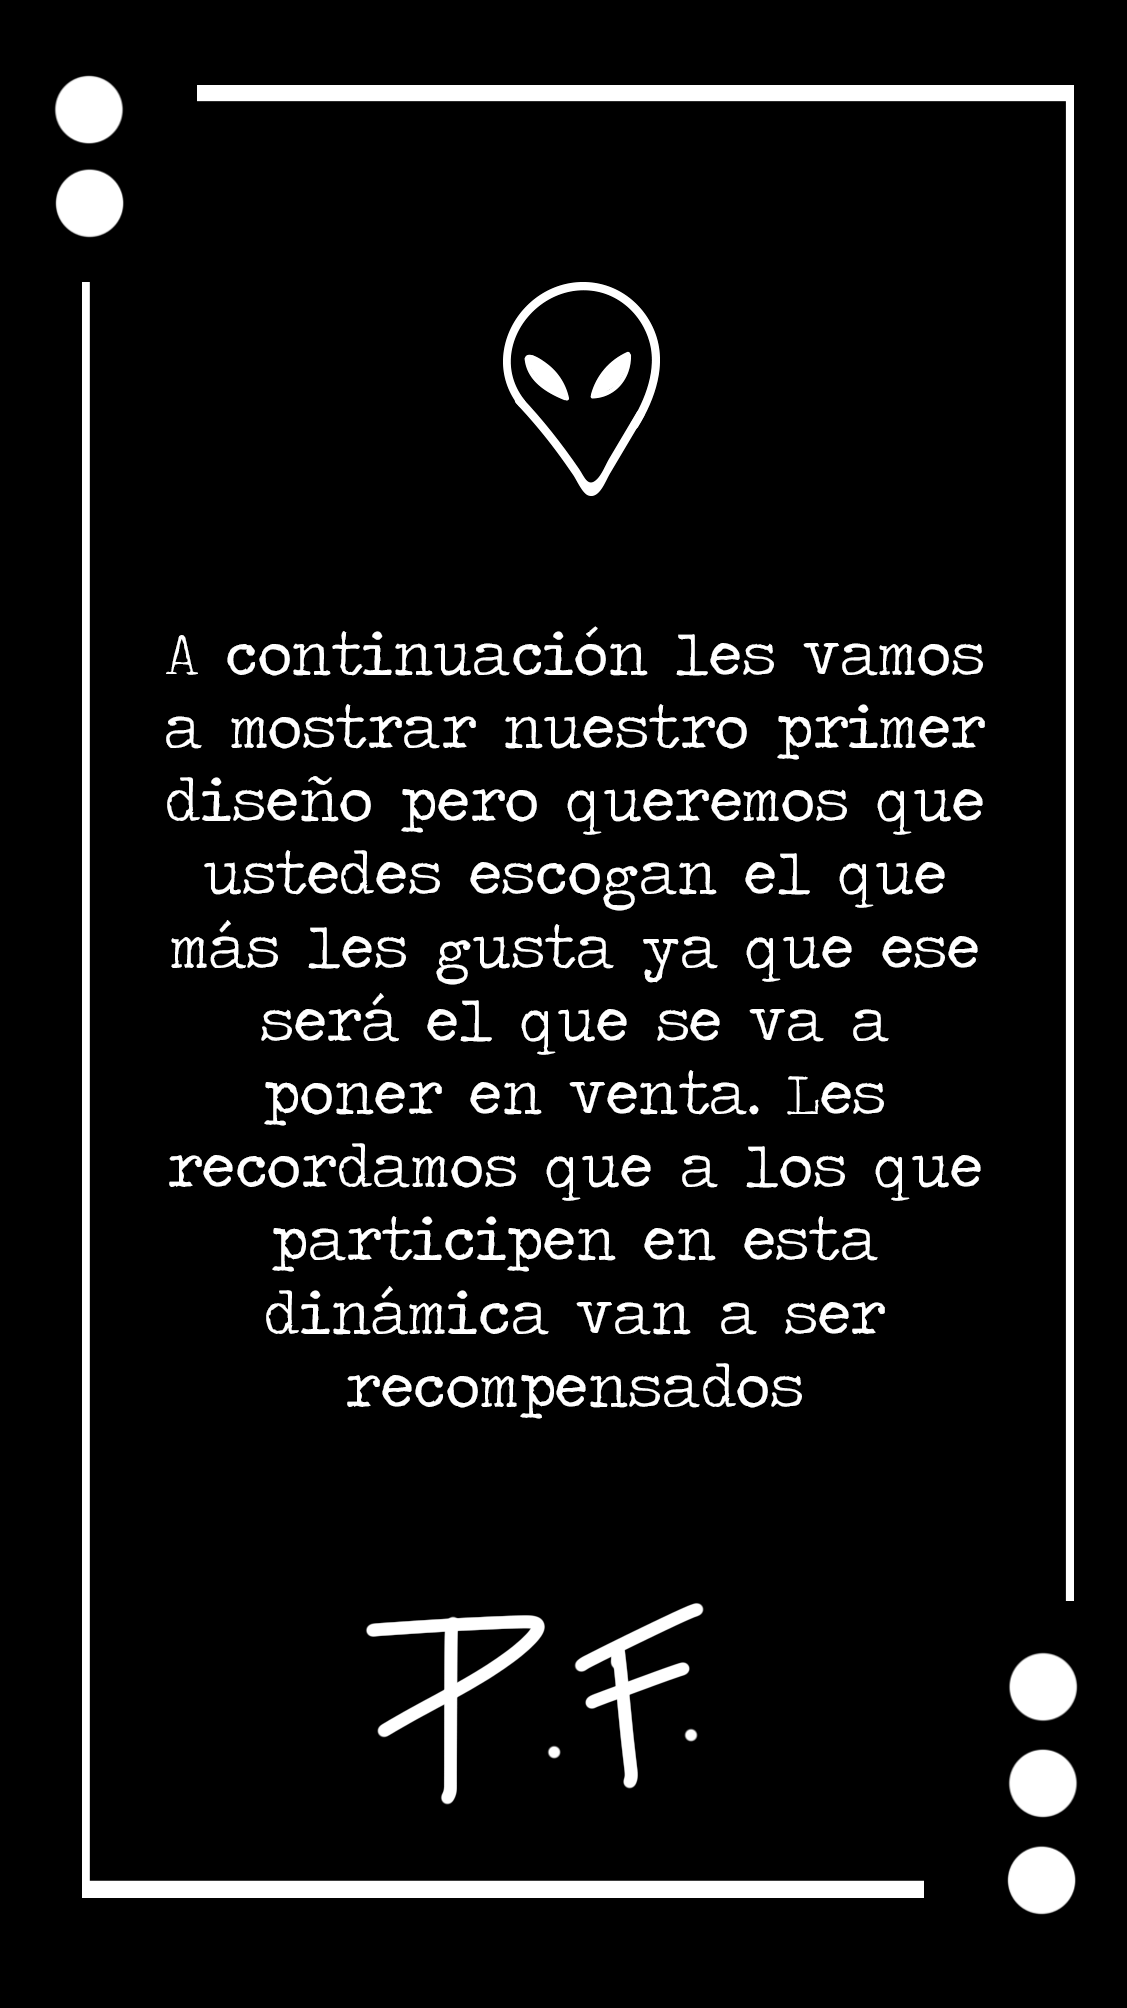 A continuación les vamos
a mostrar nuestro primer
diseño pero queremos que
ustedes escogan el que
más les gusta ya que ese
será el que se va a
poner en venta. Les
recordamos que a los que
participen en esta
dinámica van a ser
recompensados
P.F.